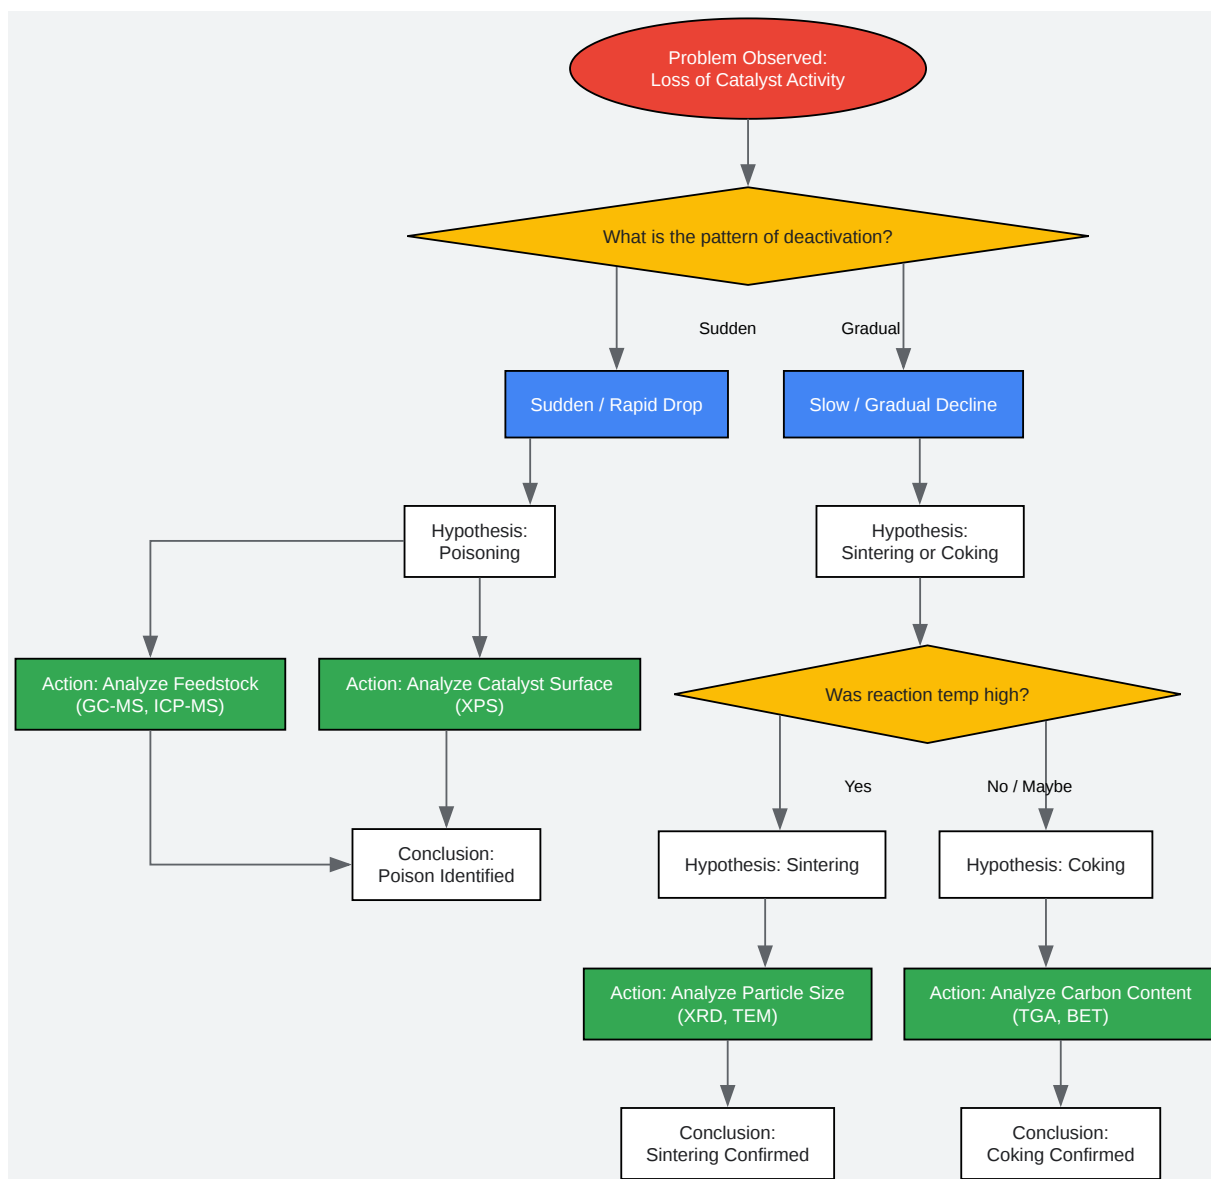 Problem Observed:
Loss of Catalyst Activity
What is the pattern of deactivation?
Sudden
Gradual
Sudden / Rapid Drop
Slow / Gradual Decline
Hypothesis:
Poisoning
Hypothesis:
Sintering or Coking
Action: Analyze Feedstock
(GC-MS, ICP-MS)
Action: Analyze Catalyst Surface
(XPS)
Was reaction temp high?
Yes
No / Maybe
Conclusion:
Poison Identified
Hypothesis: Sintering
Hypothesis: Coking
Action: Analyze Particle Size
(XRD, TEM)
Action: Analyze Carbon Content
(TGA, BET)
Conclusion:
Sintering Confirmed
Conclusion:
Coking Confirmed